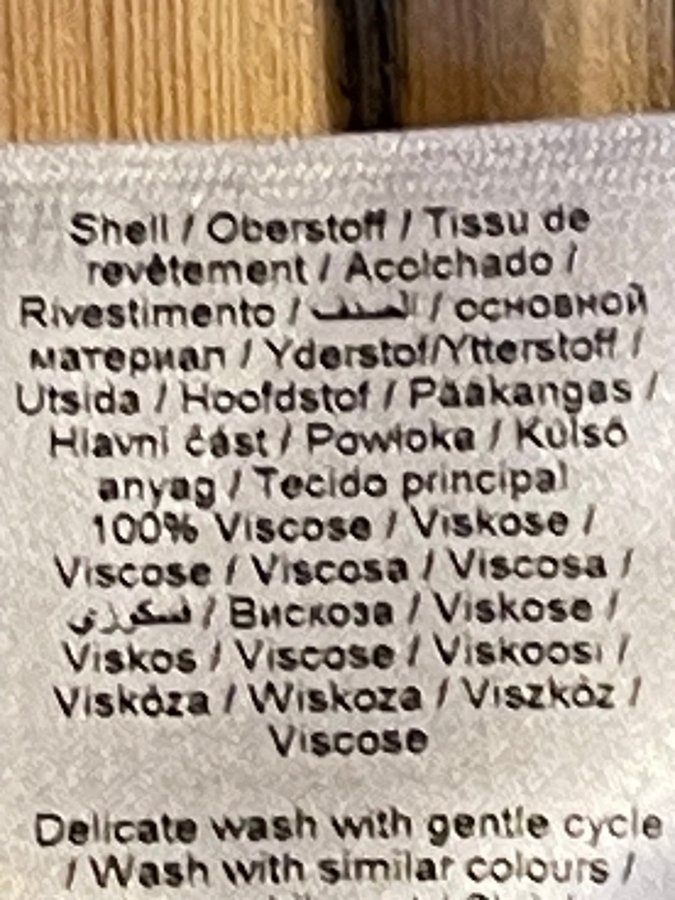 Shell / Oberstoff / Tissu de
revêtement / Acolchado /
Rivestimento / الصدف / основной
материал / Yderstof/Ytterstoff /
Utsida / Hoofdstof / Pääkangas /
Hlavní část / Powłoka / Külső
anyag / Tecido principal
100% Viscose / Viskose /
Viscose / Viscosa / Viscosa /
/ Вискоза / Viskose /
Viskos / Viscose / Viskoosi /
Viskóza / Wiskoza / Viszkóz /
Viscose
Delicate wash with gentle cycle
/ Wash with similar colours /